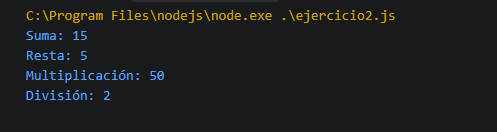 C:\Program Files\nodejs\node.exe .\ejercicio2.js
Suma: 15
Resta: 5
Multiplicación: 50
División: 2